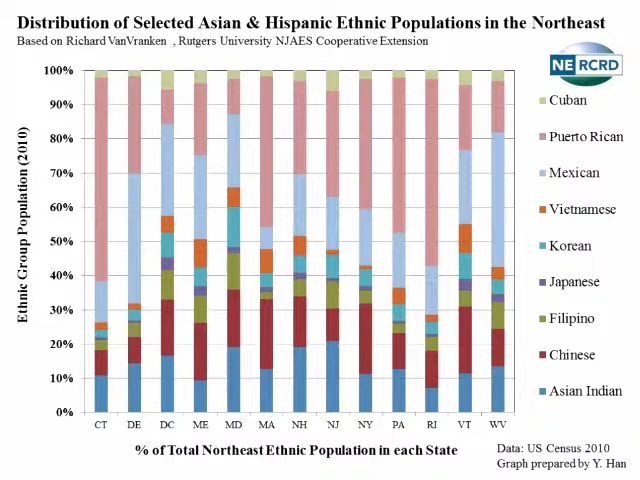 Distribution of Selected Asian & Hispanic Ethnic Populations in the Northeast
Based on Richard VanVranken , Rutgers University NJAES Cooperative Extension
NE RCRD
Ethnic Group Population (2010)
100%
90%
80%
70%
60%
50%
40%
30%
20%
10%
0%
CT DE DC ME MD MA NH NJ NY PA RI VT WV
Cuban
Puerto Rican
Mexican
Vietnamese
Korean
Japanese
Filipino
Chinese
Asian Indian
% of Total Northeast Ethnic Population in each State
Data: US Census 2010
Graph prepared by Y. Han